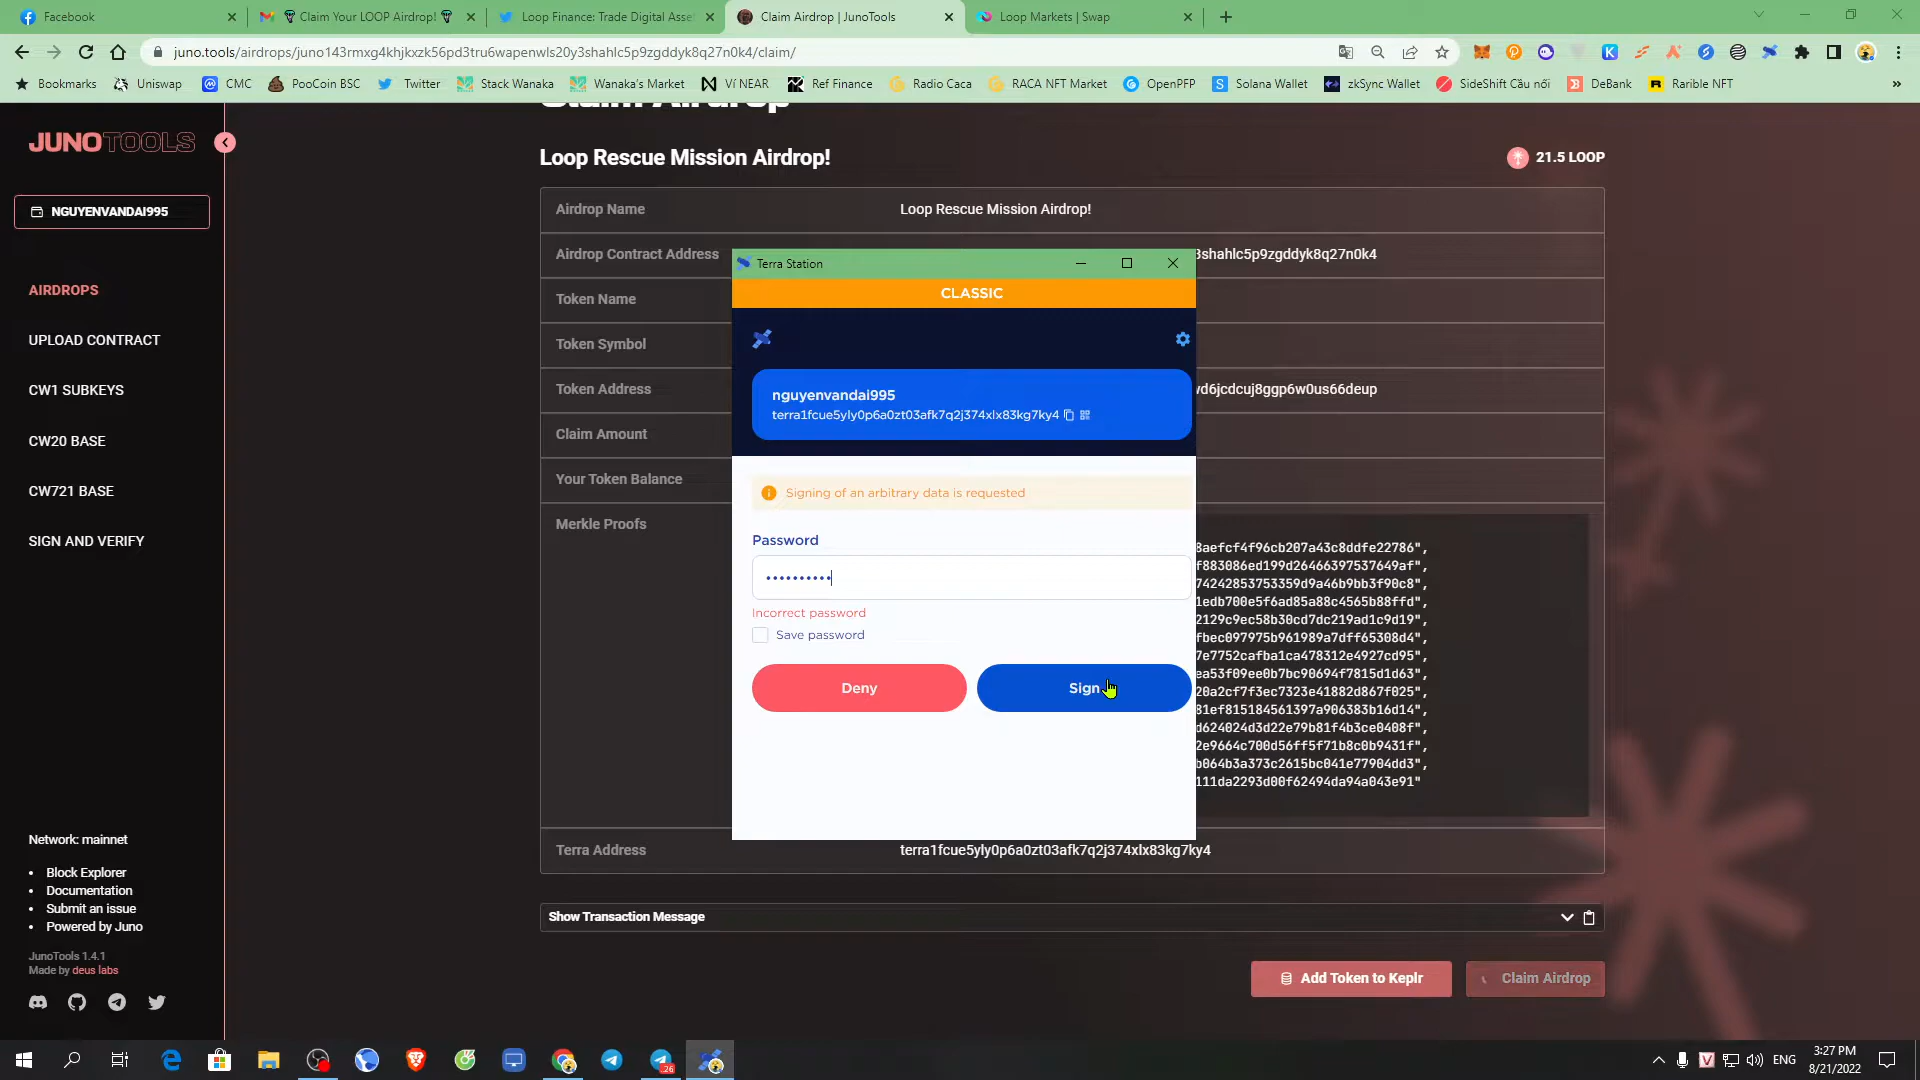 Facebook
Claim Your LOOP Airdrop!
Loop Finance: Trade Digital Asse
Claim Airdrop | JunoTools
Loop Markets | Swap
juno.tools/airdrops/juno143rmxg4khjkxzk56pd3tru6wapenwls20y3shahlc5p9zgddyk8q27n0k4/claim/
Bookmarks
Uniswap
CMC
PooCoin BSC
Twitter
Stack Wanaka
Wanaka's Market
Ví NEAR
Ref Finance
Radio Caca
RACA NFT Market
OpenPFP
Solana Wallet
zkSync Wallet
SideShift Cầu nối
DeBank
Rarible NFT
»
Claim Airdrop
JUNOTOOLS
Loop Rescue Mission Airdrop!
21.5 LOOP
NGUYENVANDAI995
Airdrop Name
Loop Rescue Mission Airdrop!
Airdrop Contract Address
3shahlc5p9zgddyk8q27n0k4
Token Name
Token Symbol
Token Address
vd6jcdcuj8ggp6w0us66deup
Claim Amount
Your Token Balance
Merkle Proofs
8aefcf4f96cb207a43c8ddfe22786",
f883086ed199d26466397537649af",
74242853753359d9a46b9bb3f90c8",
1edb700e5f6ad85a88c4565b88ffd",
2129c9ec58b30cd7dc219ad1c9d19",
fbec097975b961989a7dff65308d4",
7e7752cafba1ca478312e4927cd95",
ea53f09ee0b7bc90694f7815d1d63",
20a2cf7f3ec7323e41882d867f025",
81ef815184561397a906383b16d14",
d624024d3d22e79b81f4b3ce0408f",
2e9664c700d56ff5f71b8c0b9431f",
b064b3a373c2615bc041e77904dd3",
111da2293d00f62494da94a043e91"
Terra Address
terra1fcue5yly0p6a0zt03afk7q2j374xlx83kg7ky4
Show Transaction Message
Add Token to Keplr
Claim Airdrop
AIRDROPS
UPLOAD CONTRACT
CW1 SUBKEYS
CW20 BASE
CW721 BASE
SIGN AND VERIFY
Network: mainnet
Block Explorer
Documentation
Submit an issue
Powered by Juno
JunoTools 1.4.1
Made by deus labs
Terra Station
CLASSIC
nguyenvandai995
terra1fcue5yly0p6a0zt03afk7q2j374xlx83kg7ky4
Signing of an arbitrary data is requested
Password
Incorrect password
Save password
Deny
Sign
26
ENG
3:27 PM
8/21/2022